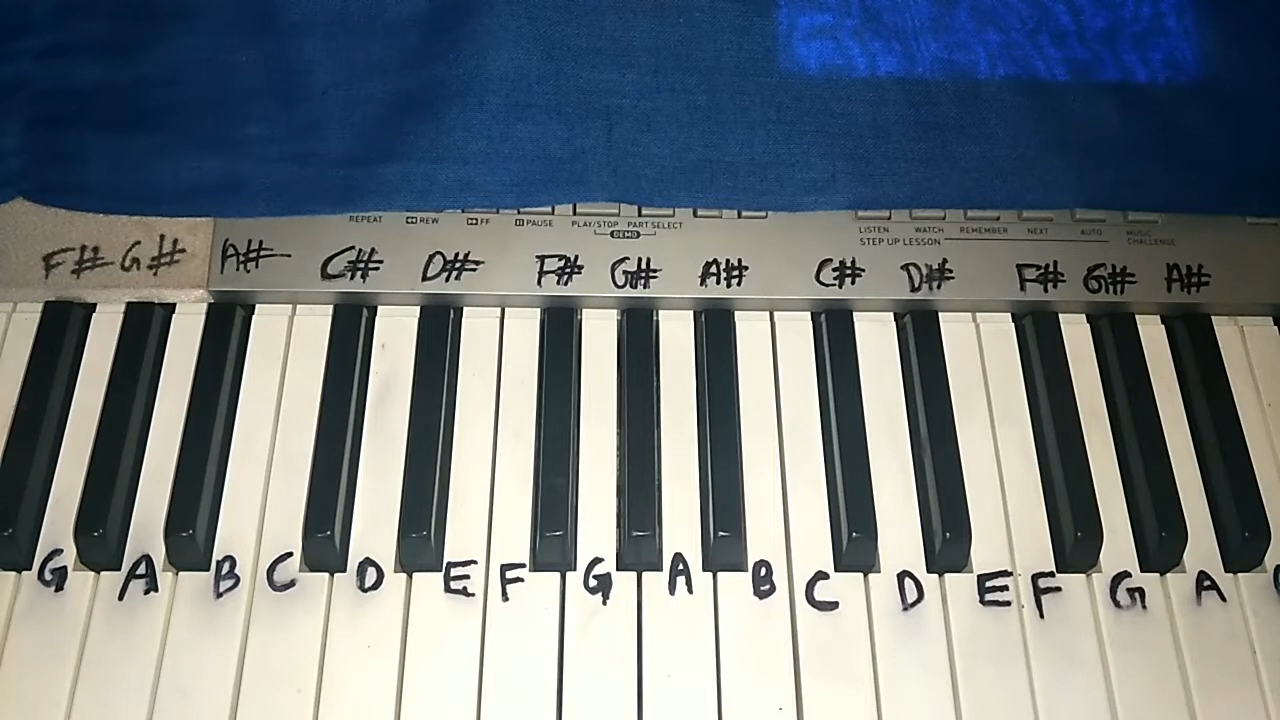 REPEAT REW FF PAUSE PLAY/STOP PART SELECT LISTEN WATCH REMEMBER NEXT AUTO MUSIC CHALLENGE
DEMO STEP UP LESSON
F# G# A# C# D# F# G# A# C# D# F# G# A#
G A B C D E F G A B C D E F G A